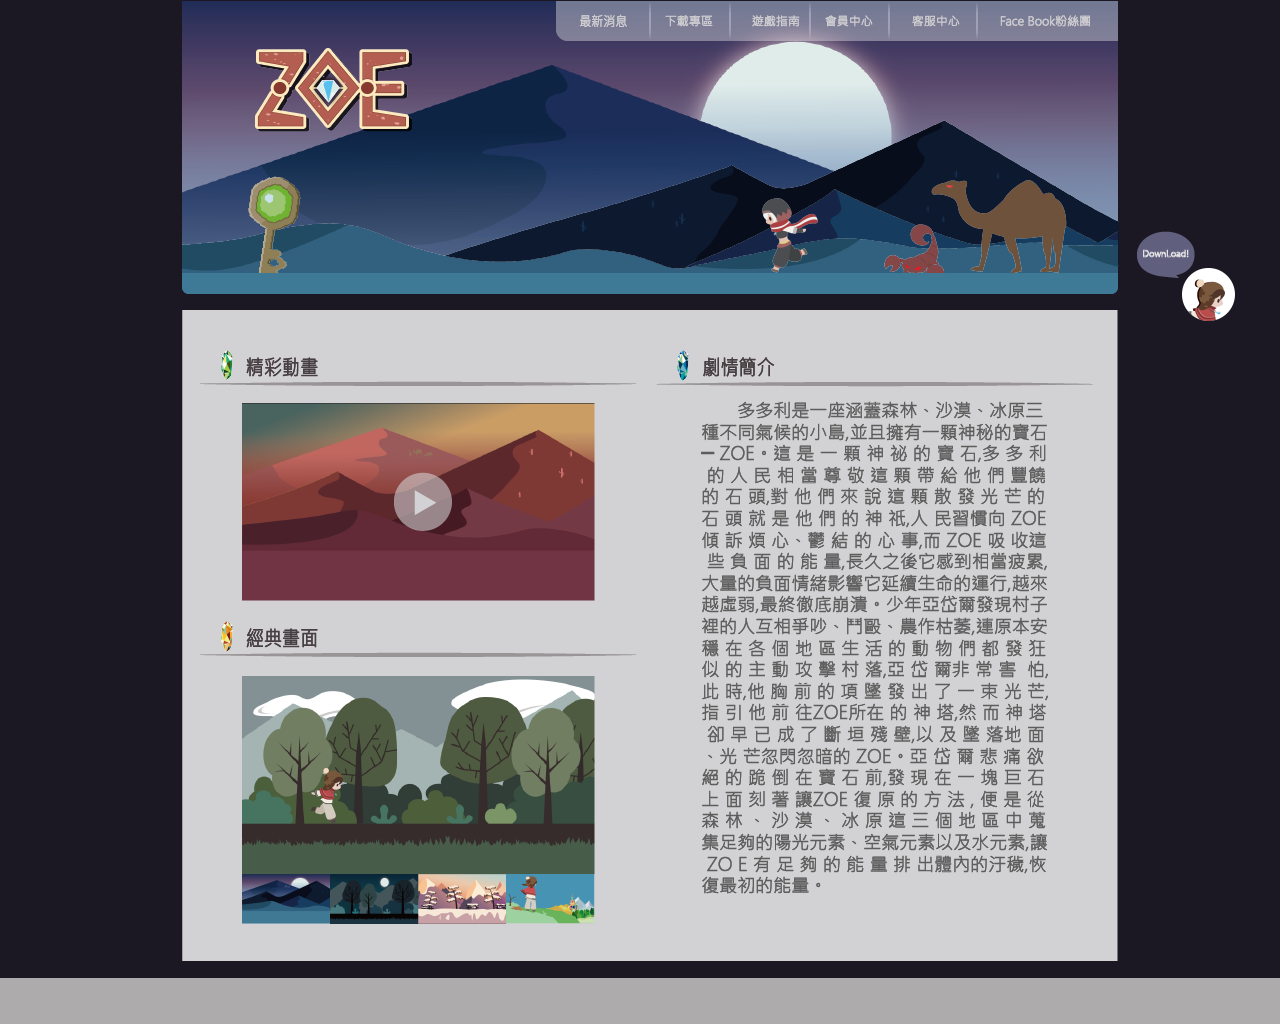 最新消息 下載專區 遊戲指南 會員中心 客服中心 Face Book粉絲團
ZOE
DownLoad!
精彩動畫
經典畫面
劇情簡介
多多利是一座涵蓋森林、沙漠、冰原三
種不同氣候的小島,並且擁有一顆神秘的寶石
━ ZOE。這是一顆神祕的寶石,多多利
的人民相當尊敬這顆帶給他們豐饒
的石頭,對他們來說這顆散發光芒的
石頭就是他們的神祇,人民習慣向 ZOE
傾訴煩心、鬱結的心事,而 ZOE 吸收這
些負面的能量,長久之後它感到相當疲累,
大量的負面情緒影響它延續生命的運行,越來
越虛弱,最終徹底崩潰。少年亞岱爾發現村子
裡的人互相爭吵、鬥毆、農作枯萎,連原本安
穩在各個地區生活的動物們都發狂
似的主動攻擊村落,亞岱爾非常害怕,
此時,他胸前的項墜發出了一束光芒,
指引他前往ZOE所在的神塔,然而神塔
卻早已成了斷垣殘壁,以及墜落地面
、光芒忽閃忽暗的 ZOE。亞岱爾悲痛欲
絕的跪倒在寶石前,發現在一塊巨石
上面刻著讓ZOE復原的方法,便是從
森林、沙漠、冰原這三個地區中蒐
集足夠的陽光元素、空氣元素以及水元素,讓
ZOE有足夠的能量排出體內的汙穢,恢
復最初的能量。